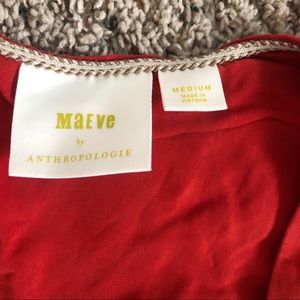 Maeve
by
ANTHROPOLOGIE
MEDIUM
MADE IN
VIETNAM